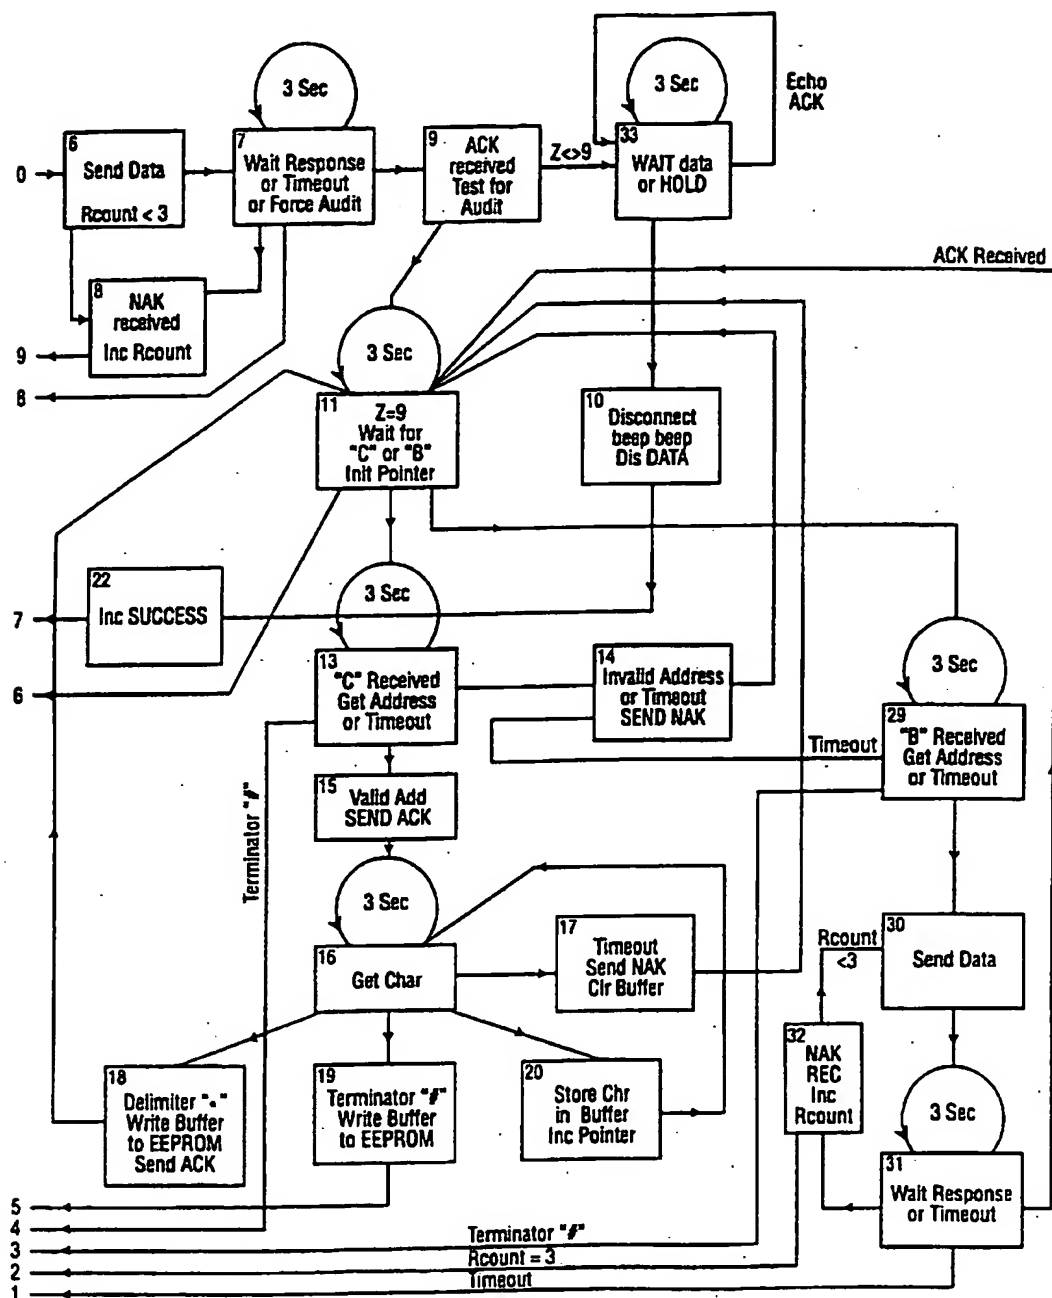 3 Sec
3 Sec
Echo
ACK
6
Send Data
Rcount < 3
7
Wait Response
or Timeout
or Force Audit
9
ACK
received
Test for
Audit
Z<>9
33
WAIT data
or HOLD
0
ACK Received
8
NAK
received
Inc Rcount
9
8
3 Sec
11
Z=9
Wait for
"C" or "B"
Init Pointer
10
Disconnect
beep beep
Dis DATA
22
Inc SUCCESS
7
3 Sec
6
13
"C" Received
Get Address
or Timeout
14
Invalid Address
or Timeout
SEND NAK
3 Sec
Timeout
29
"B" Received
Get Address
or Timeout
15
Valid Add
SEND ACK
Terminator "#"
3 Sec
16
Get Char
17
Timeout
Send NAK
Clr Buffer
Rcount
<3
30
Send Data
18
Delimiter "*"
Write Buffer
to EEPROM
Send ACK
19
Terminator "#"
Write Buffer
to EEPROM
20
Store Chr
in Buffer
Inc Pointer
32
NAK
REC
Inc
Rcount
3 Sec
31
Wait Response
or Timeout
5
4
3
Terminator "#"
2
Rcount = 3
1
Timeout